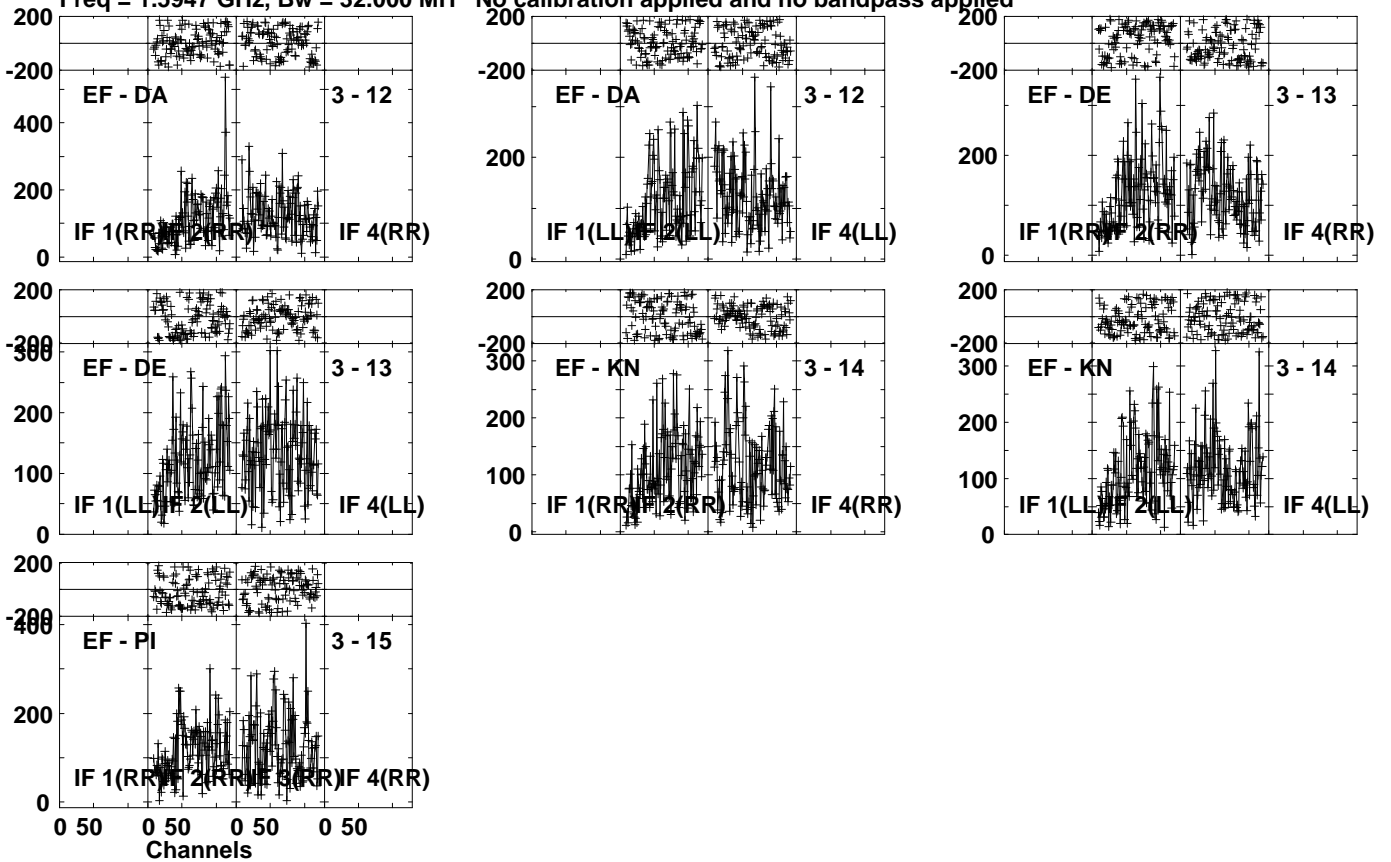 Freq = 1.5947 GHz, Bw = 32.000 MH No calibration applied and no bandpass applied
200
-200
EF - DA
3 - 12
400
200
0
IF 1(RR)
IF 2(RR)
IF 4(RR)
200
-200
EF - DA
3 - 12
200
0
IF 1(LL)
IF 2(LL)
IF 4(LL)
200
-200
EF - DE
3 - 13
200
0
IF 1(RR)
IF 2(RR)
IF 4(RR)
200
-200
300
EF - DE
3 - 13
200
100
0
IF 1(LL)
IF 2(LL)
IF 4(LL)
200
-200
300
EF - KN
3 - 14
200
100
0
IF 1(RR)
IF 2(RR)
IF 4(RR)
200
-200
300
EF - KN
3 - 14
200
100
0
IF 1(LL)
IF 2(LL)
IF 4(LL)
200
-200
400
EF - PI
3 - 15
200
0
IF 1(RR)
IF 2(RR)
IF 3(RR)
IF 4(RR)
0 50 0 50 0 50 0 50
Channels